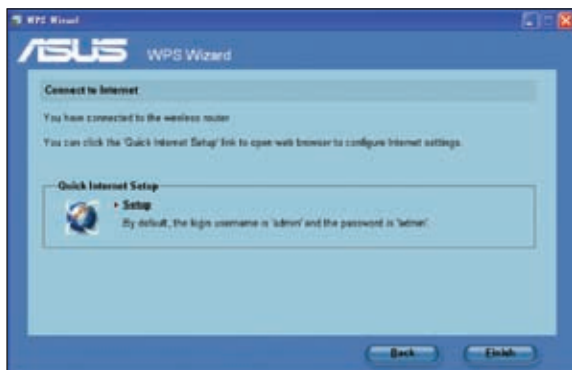 WPS Wizard
ASUS WPS Wizard
Connect to Internet
You have connected to the wireless router
You can click the 'Quick Internet Setup' link to open web browser to configure Internet settings.
Quick Internet Setup
Setup
By default, the login username is 'admin' and the password is 'admin'.
Back
Finish